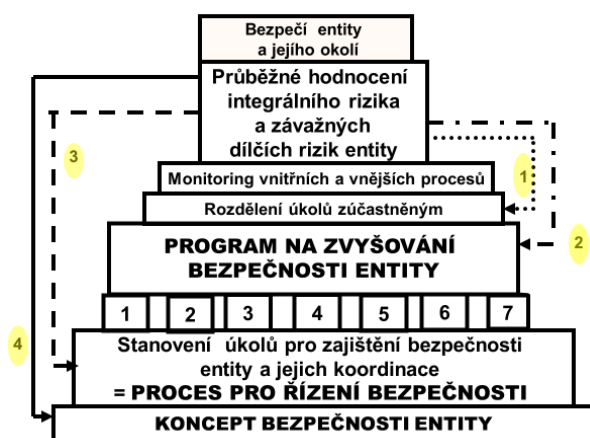 Bezpečí entity
a jejího okolí
Průběžné hodnocení
integrálního rizika
a závažných
dílčích rizik entity
3
1
Monitoring vnitřních a vnějších procesů
Rozdělení úkolů zúčastněným
2
PROGRAM NA ZVYŠOVÁNÍ
BEZPEČNOSTI ENTITY
1 2 3 4 5 6 7
4
Stanovení úkolů pro zajištění bezpečnosti
entity a jejich koordinace
= PROCES PRO ŘÍZENÍ BEZPEČNOSTI
KONCEPT BEZPEČNOSTI ENTITY